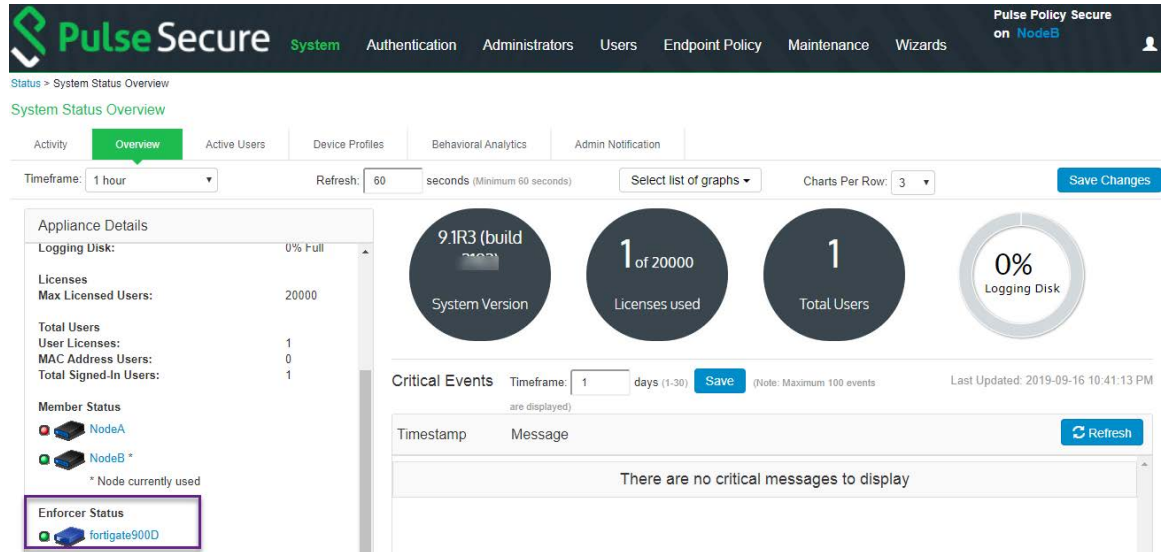 Pulse Secure
System Authentication Administrators Users Endpoint Policy Maintenance Wizards
Pulse Policy Secure
on NodeB
Status > System Status Overview
System Status Overview
Activity Overview Active Users Device Profiles Behavioral Analytics Admin Notification
Timeframe: 1 hour Refresh: 60 seconds (Minimum 60 seconds) Select list of graphs Charts Per Row: 3 Save Changes
Appliance Details
Logging Disk: 0% Full
Licenses
Max Licensed Users: 20000
Total Users
User Licenses: 1
MAC Address Users: 0
Total Signed-In Users: 1
Member Status
NodeA
NodeB *
* Node currently used
Enforcer Status
fortigate900D
9.1R3 (build
System Version
1 of 20000
Licenses used
1
Total Users
0%
Logging Disk
Critical Events Timeframe: 1 days (1-30) Save (Note: Maximum 100 events
are displayed)
Last Updated: 2019-09-16 10:41:13 PM
Timestamp Message Refresh
There are no critical messages to display